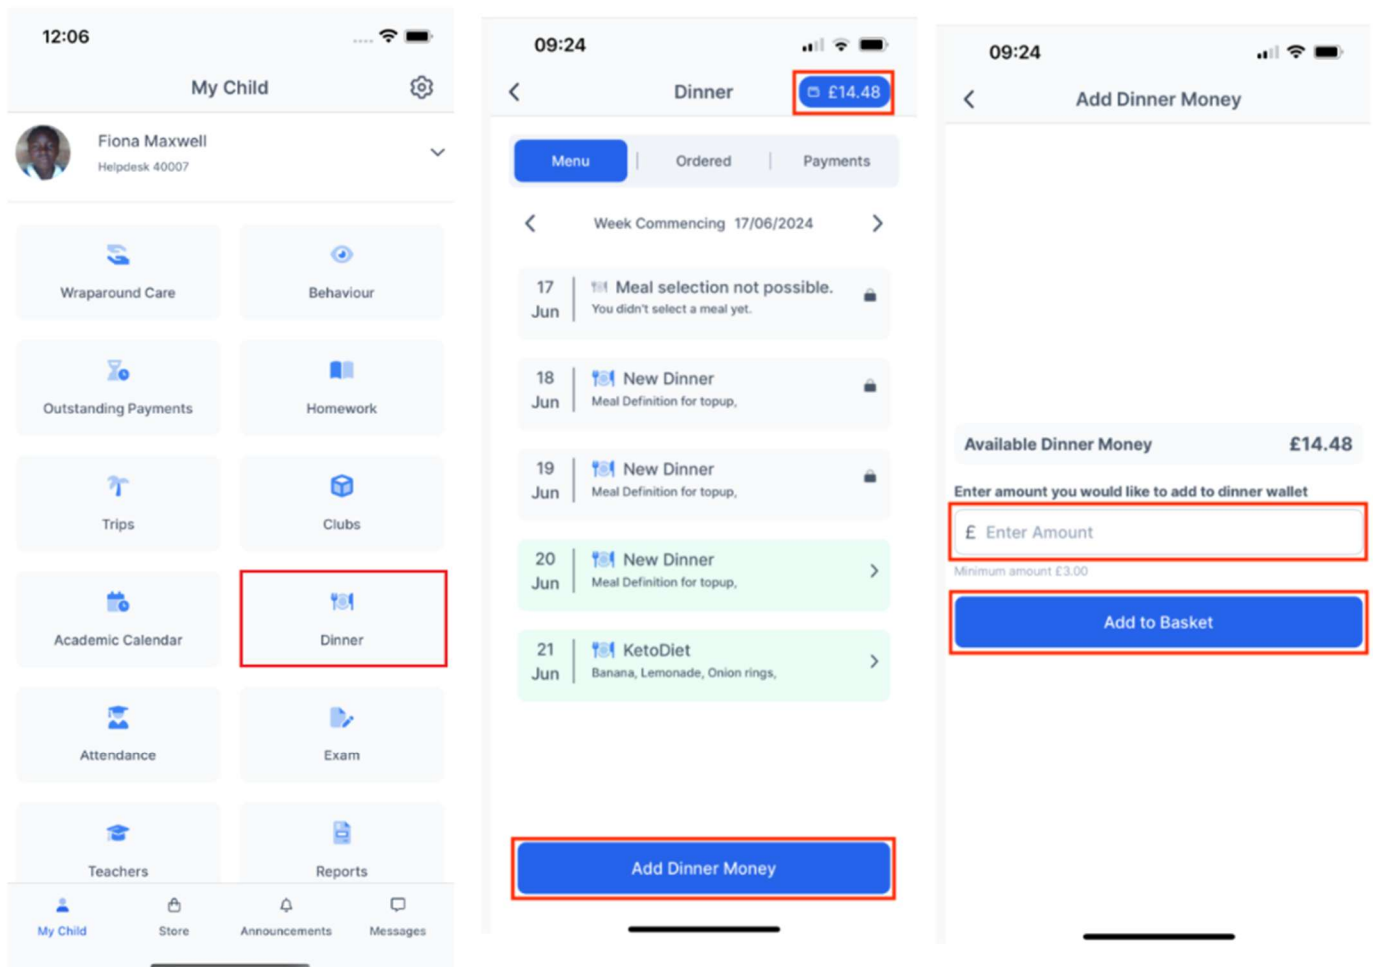 12:06
My Child
Fiona Maxwell
Helpdesk 40007
Wraparound Care
Behaviour
Outstanding Payments
Homework
Trips
Clubs
Academic Calendar
Dinner
Attendance
Exam
Teachers
Reports
My Child
Store
Announcements
Messages
09:24
Dinner
£14.48
Menu
Ordered
Payments
Week Commencing 17/06/2024
17 Jun
Meal selection not possible.
You didn't select a meal yet.
18 Jun
New Dinner
Meal Definition for topup,
19 Jun
New Dinner
Meal Definition for topup,
20 Jun
New Dinner
Meal Definition for topup,
21 Jun
KetoDiet
Banana, Lemonade, Onion rings,
Add Dinner Money
09:24
Add Dinner Money
Available Dinner Money £14.48
Enter amount you would like to add to dinner wallet
£ Enter Amount
Minimum amount £3.00
Add to Basket